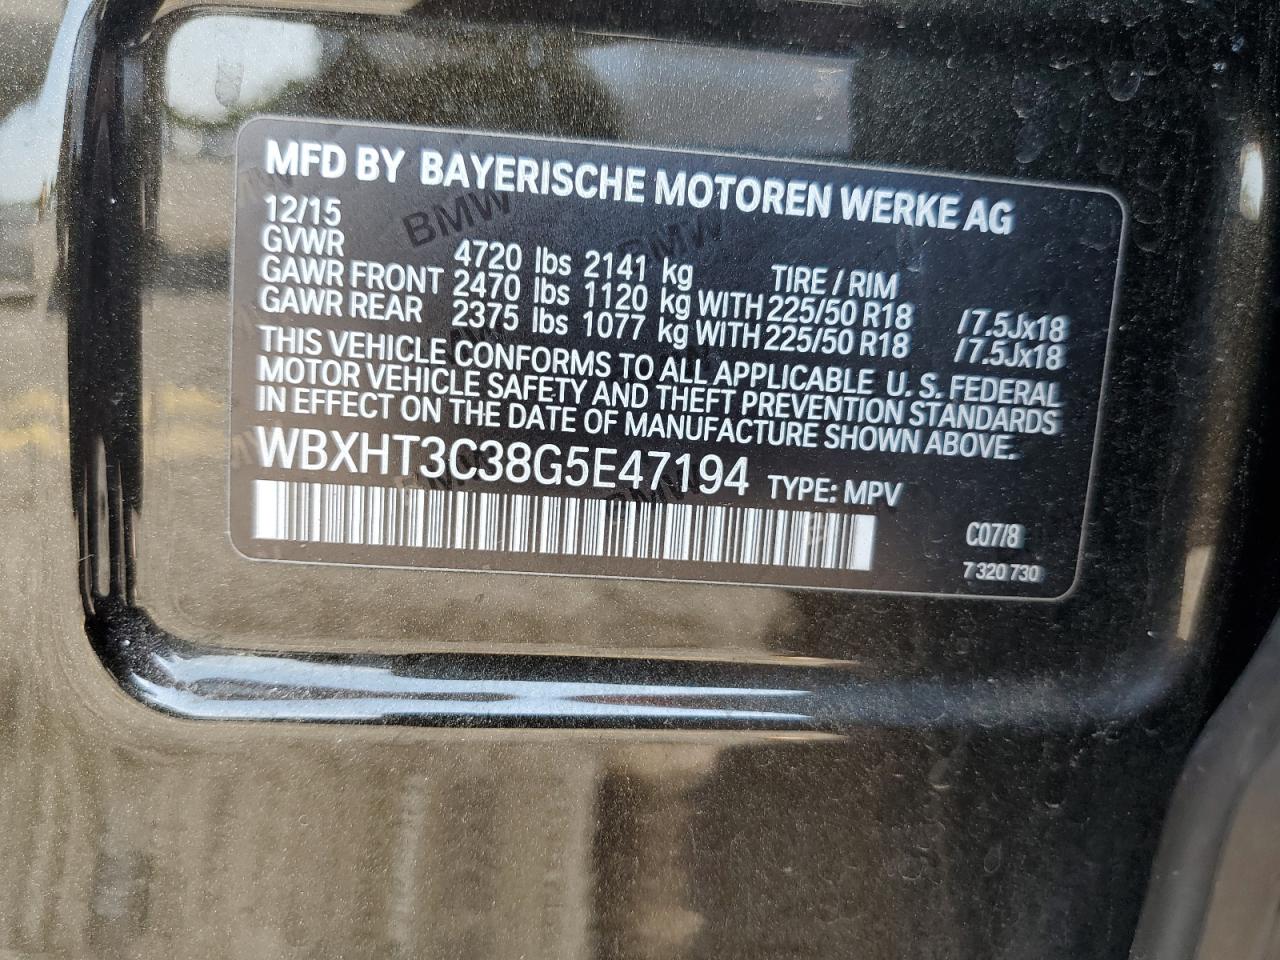 MFD BY BAYERISCHE MOTOREN WERKE AG
12/15
GVWR 4720 lbs 2141 kg TIRE / RIM
GAWR FRONT 2470 lbs 1120 kg WITH 225/50 R18 /7.5Jx18
GAWR REAR 2375 lbs 1077 kg WITH 225/50 R18 /7.5Jx18
THIS VEHICLE CONFORMS TO ALL APPLICABLE U. S. FEDERAL
MOTOR VEHICLE SAFETY AND THEFT PREVENTION STANDARDS
IN EFFECT ON THE DATE OF MANUFACTURE SHOWN ABOVE.
WBXHT3C38G5E47194 TYPE: MPV
C07/8
7 320 730